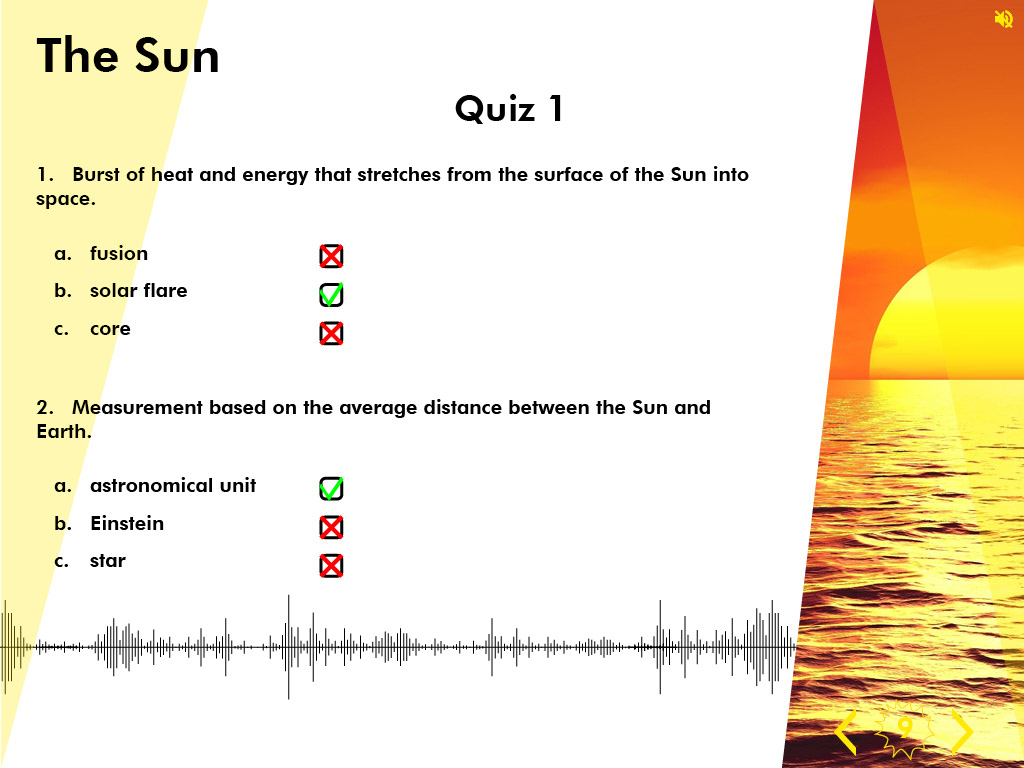 The Sun
Quiz 1
1. Burst of heat and energy that stretches from the surface of the Sun into
space.
a. fusion
b. solar flare
c. core
2. Measurement based on the average distance between the Sun and
Earth.
a. astronomical unit
b. Einstein
c. star
9